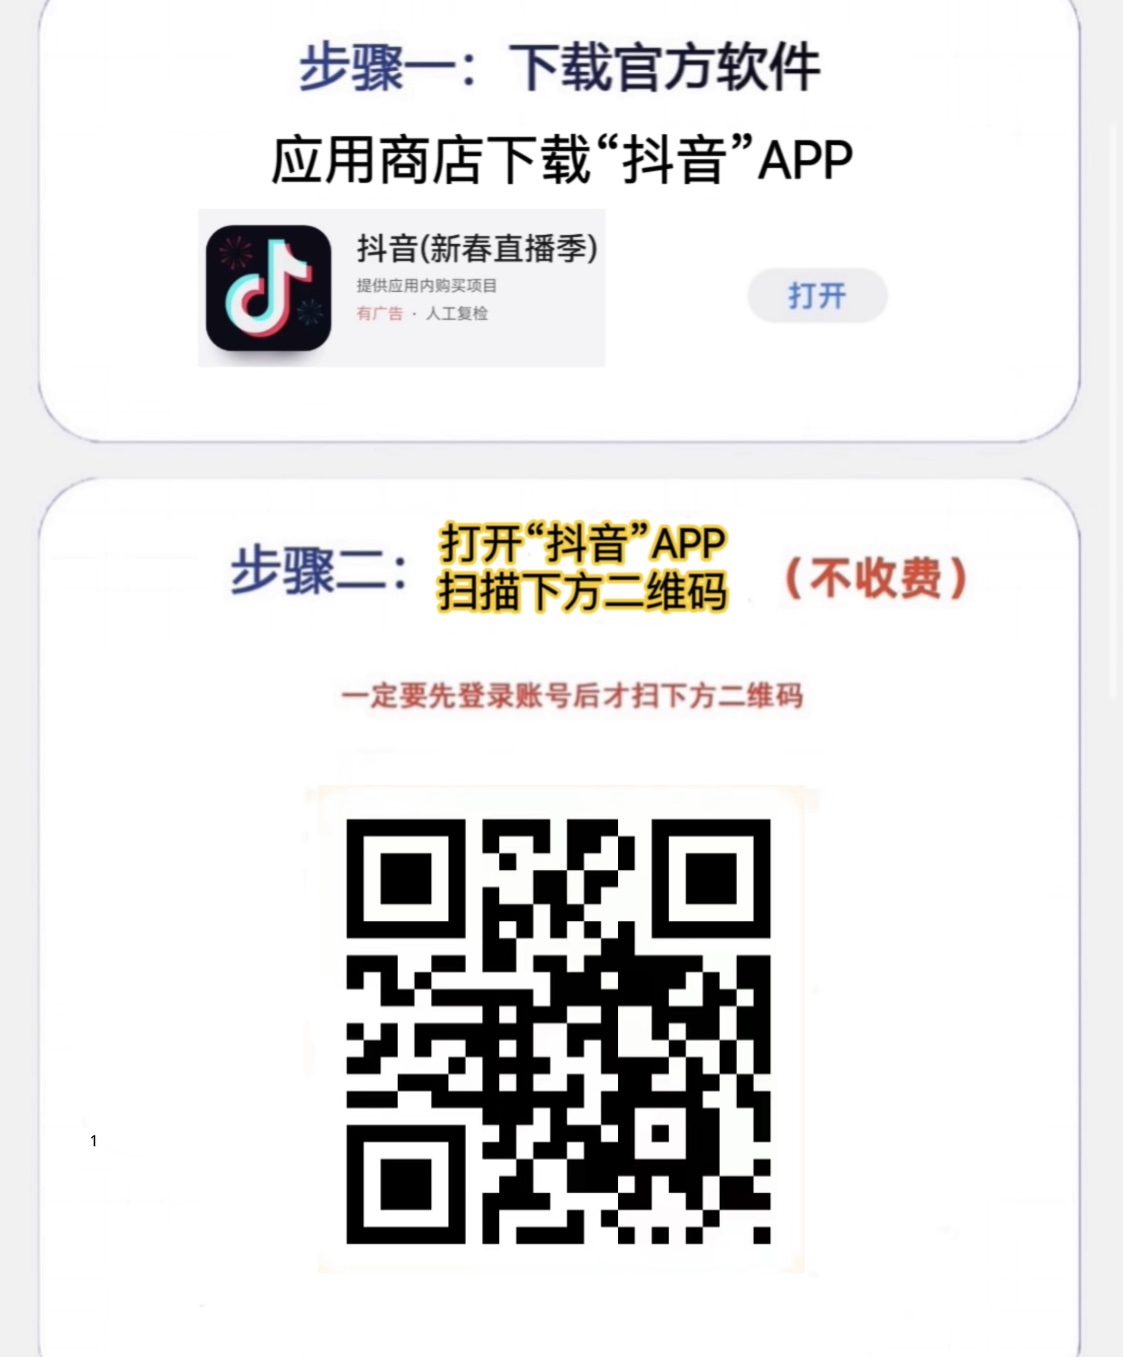 步骤一：下载官方软件
应用商店下载“抖音”APP
抖音(新春直播季)
提供应用内购买项目
有广告 · 人工复检
打开
步骤二：
打开“抖音”APP
扫描下方二维码
（不收费）
一定要先登录账号后才扫下方二维码
1